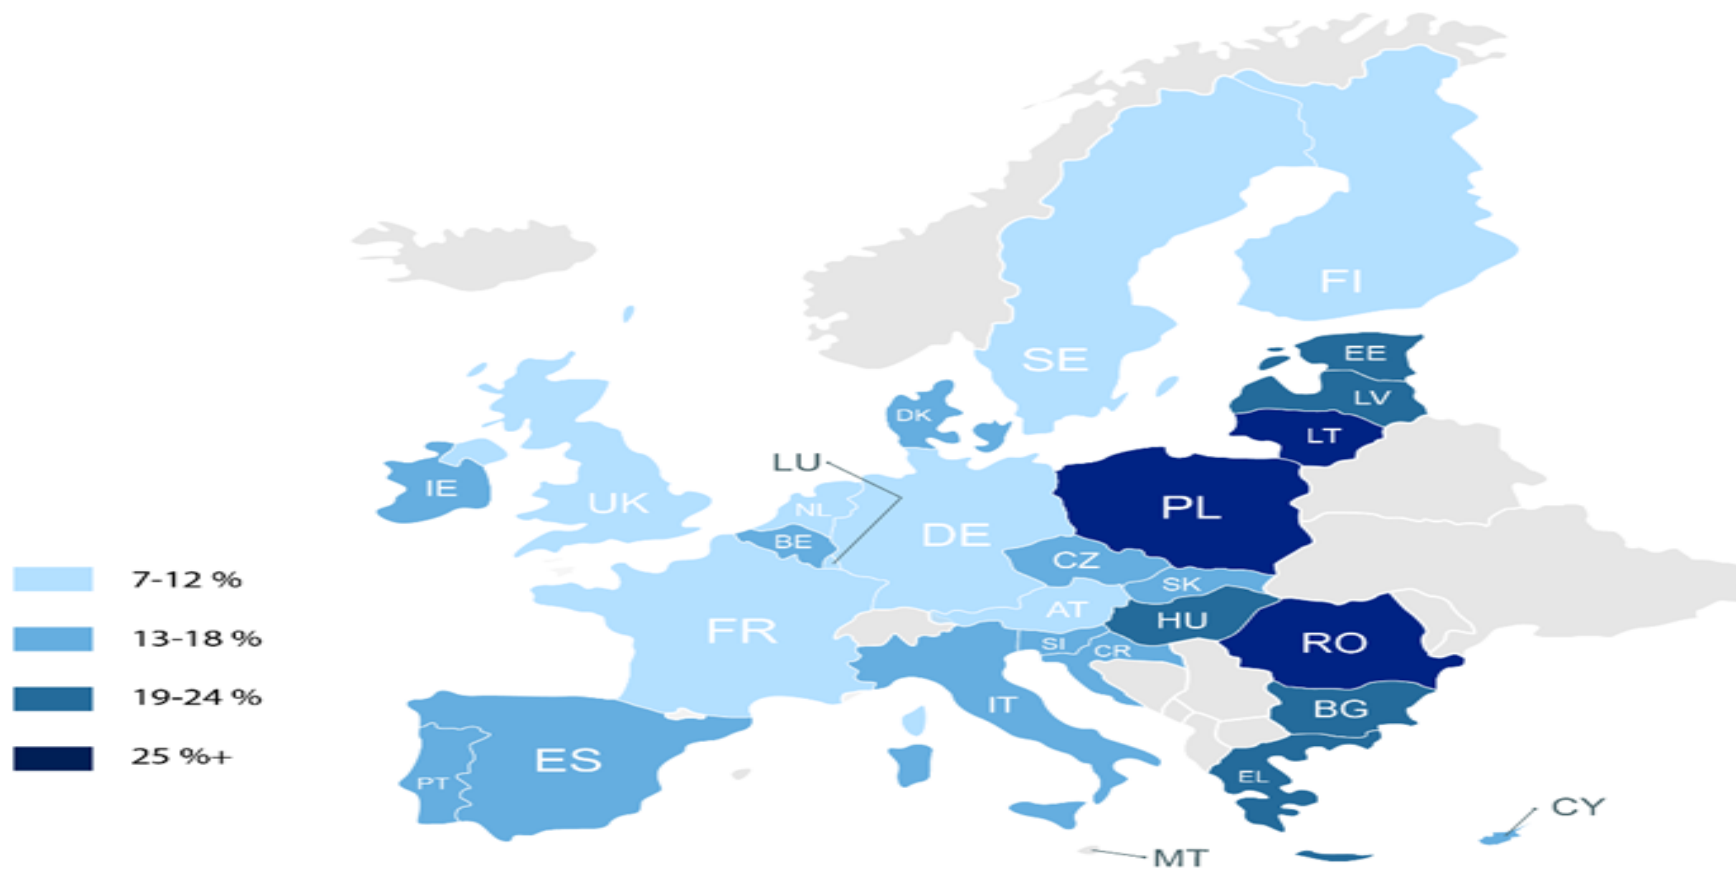 FI
SE
EE
LV
DK
LT
LU
IE
UK
NL
PL
DE
BE
CZ
7-12 %
SK
AT
FR
HU
13-18 %
SI
CR
RO
19-24 %
IT
BG
25 %+
ES
PT
EL
CY
MT